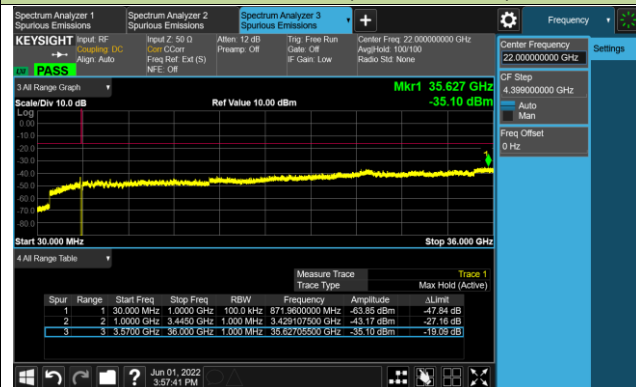 Spectrum Analyzer 1
Spurious Emissions
Spectrum Analyzer 2
Spurious Emissions
Spectrum Analyzer 3
Spurious Emissions
Frequency
KEYSIGHT
Input: RF
Coupling: DC
Align: Auto
Input Z: 50 Ω
Corr CCorr
Freq Ref: Ext (S)
NFE: Off
Atten: 12 dB
Preamp: Off
Trig: Free Run
Gate: Off
IF Gain: Low
Center Freq: 22.000000000 GHz
Avg|Hold: 100/100
Radio Std: None
PASS
Center Frequency
22.00000000 GHz
Settings
CF Step
4.399000000 GHz
Auto
Man
Freq Offset
0 Hz
3 All Range Graph
Mkr1 35.627 GHz
Scale/Div 10.0 dB
Ref Value 10.00 dBm
-35.10 dBm
Log
0.00
-10.0
-20.0
-30.0
-40.0
-50.0
-60.0
-70.0
-80.0
1
Start 30.000 MHz
Stop 36.000 GHz
4 All Range Table
Measure Trace Trace 1
Trace Type Max Hold (Active)
Spur Range Start Freq Stop Freq RBW Frequency Amplitude ΔLimit
1 1 30.000 MHz 1.0000 GHz 100.0 kHz 871.9600000 MHz -63.85 dBm -47.84 dB
2 2 1.0000 GHz 3.4450 GHz 1.000 MHz 3.429107500 GHz -43.17 dBm -27.16 dB
3 3 3.5700 GHz 36.000 GHz 1.000 MHz 35.62705500 GHz -35.10 dBm -19.09 dB
Jun 01, 2022
3:57:41 PM